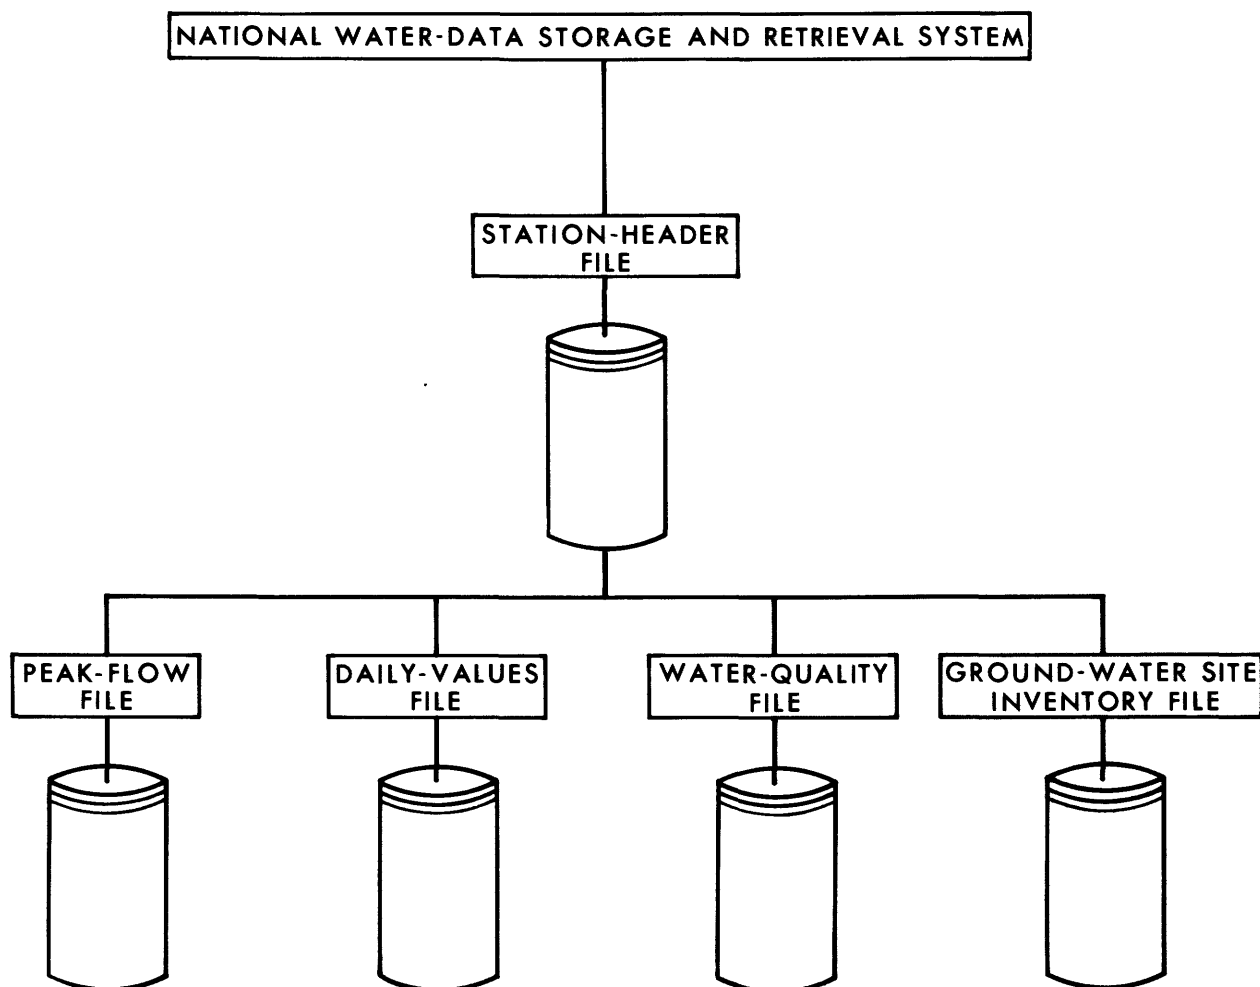 NATIONAL WATER-DATA STORAGE AND RETRIEVAL SYSTEM
STATION-HEADER
FILE
PEAK-FLOW
FILE
DAILY-VALUES
FILE
WATER-QUALITY
FILE
GROUND-WATER SITE
INVENTORY FILE